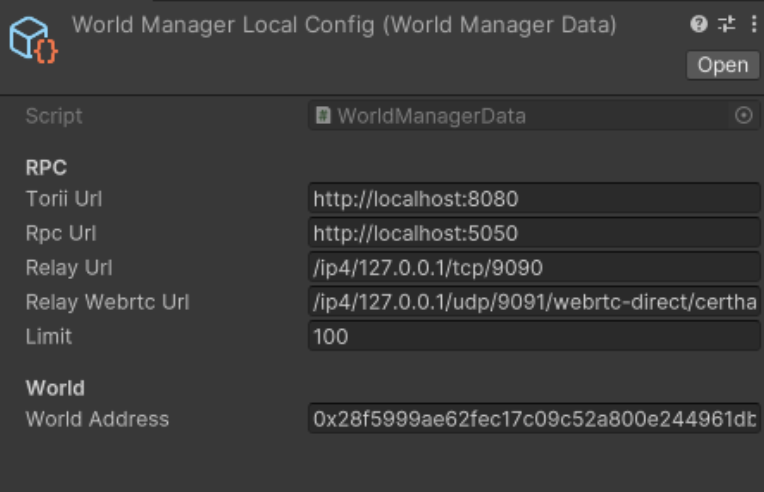 World Manager Local Config (World Manager Data)
Open
Script WorldManagerData
RPC
Torii Url http://localhost:8080
Rpc Url http://localhost:5050
Relay Url /ip4/127.0.0.1/tcp/9090
Relay Webrtc Url /ip4/127.0.0.1/udp/9091/webrtc-direct/certha
Limit 100
World
World Address 0x28f5999ae62fec17c09c52a800e244961db